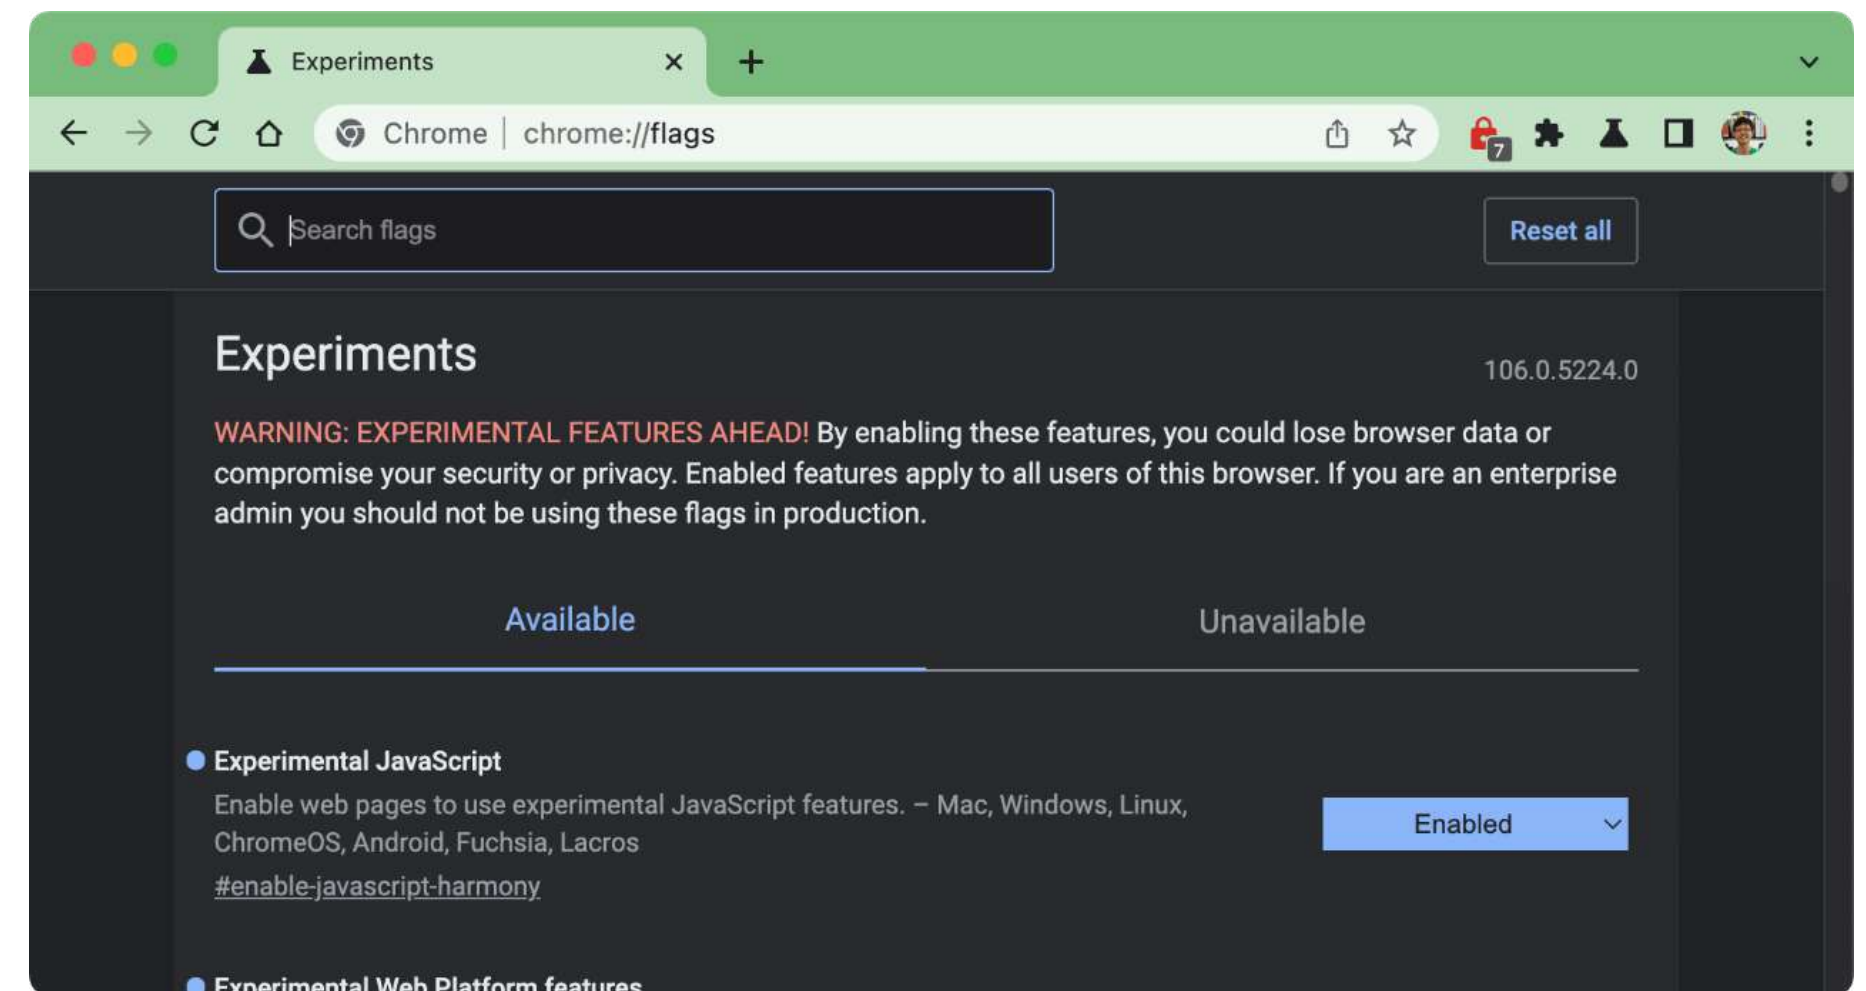 Experiments
Chrome chrome://flags
7
Search flags
Reset all
Experiments
106.0.5224.0
WARNING: EXPERIMENTAL FEATURES AHEAD! By enabling these features, you could lose browser data or
compromise your security or privacy. Enabled features apply to all users of this browser. If you are an enterprise
admin you should not be using these flags in production.
Available
Unavailable
Experimental JavaScript
Enable web pages to use experimental JavaScript features. – Mac, Windows, Linux,
ChromeOS, Android, Fuchsia, Lacros
Enabled
#enable-javascript-harmony
Experimental Web Platform features